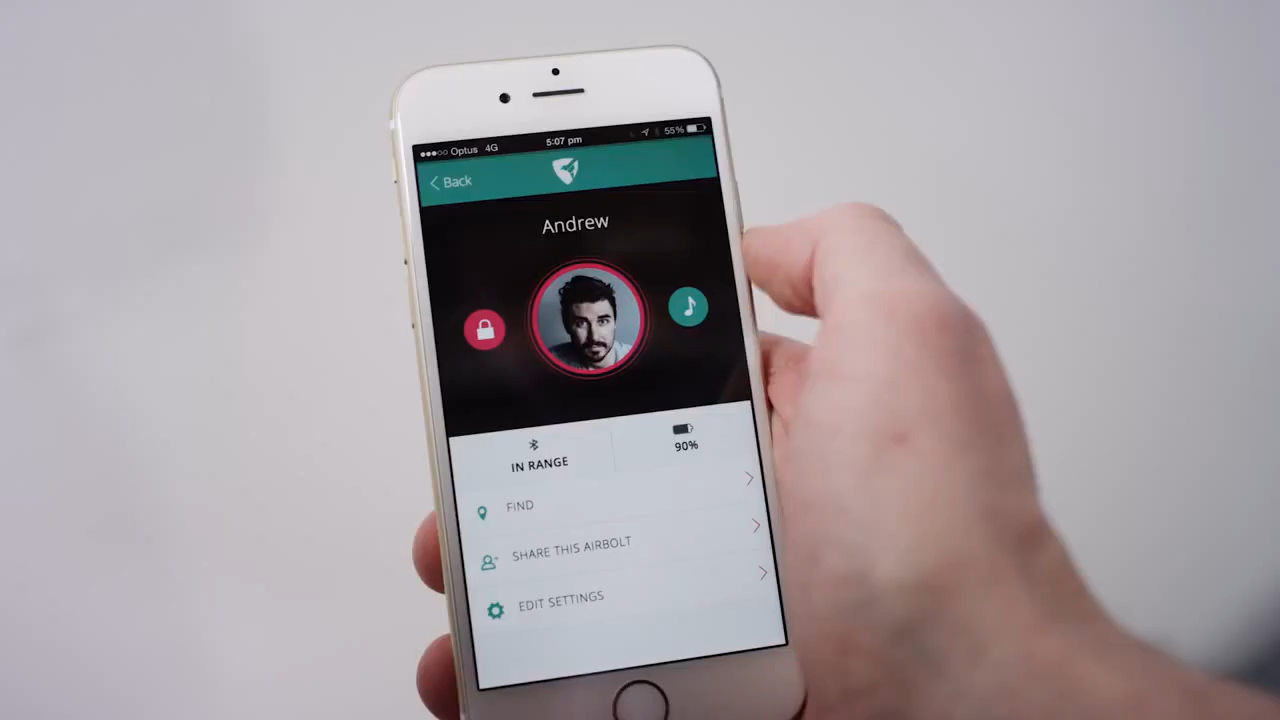 Optus 4G 5:07 pm 55%
Back
Andrew
IN RANGE 90%
FIND
SHARE THIS AIRBOLT
EDIT SETTINGS